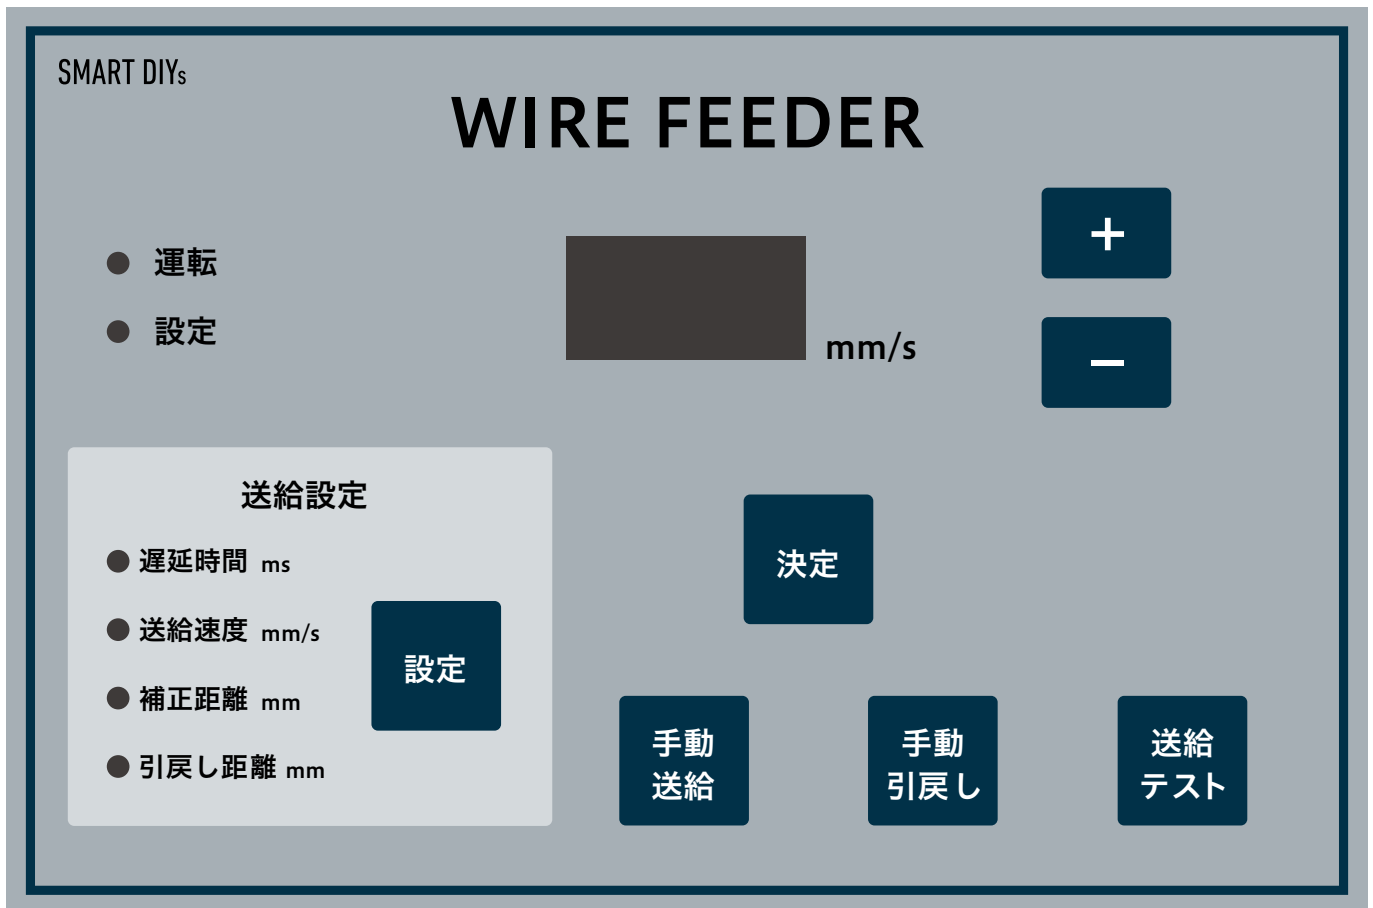 SMART DIYs
WIRE FEEDER
運転
設定
mm/s
+
−
送給設定
遅延時間 ms
送給速度 mm/s
補正距離 mm
引戻し距離 mm
設定
決定
手動
送給
手動
引戻し
送給
テスト